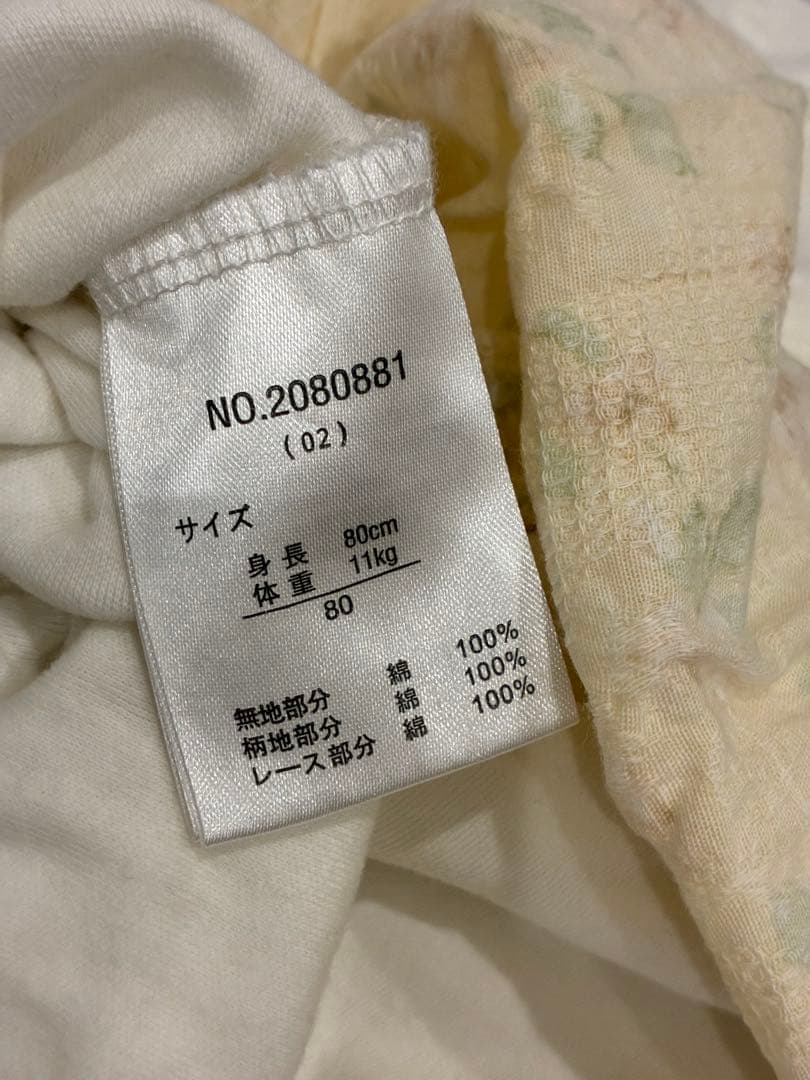 NO.2080881
(02)
サイズ
身長 80cm
体重 11kg
80
無地部分 綿 100%
柄地部分 綿 100%
レース部分 綿 100%